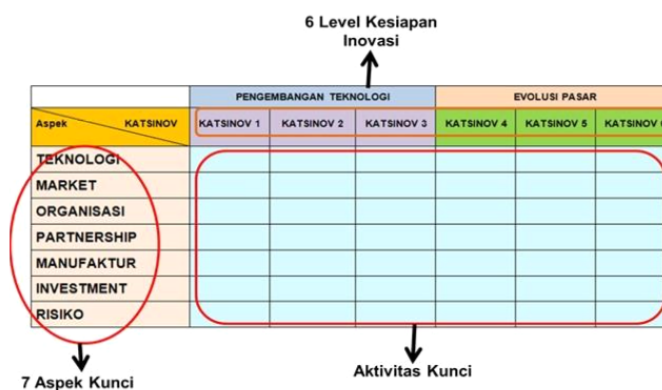 6 Level Kesiapan
Inovasi
PENGEMBANGAN TEKNOLOGI EVOLUSI PASAR
Aspek KATSINOV KATSINOV 1 KATSINOV 2 KATSINOV 3 KATSINOV 4 KATSINOV 5 KATSINOV
TEKNOLOGI
MARKET
ORGANISASI
PARTNERSHIP
MANUFAKTUR
INVESTMENT
RISIKO
7 Aspek Kunci
Aktivitas Kunci